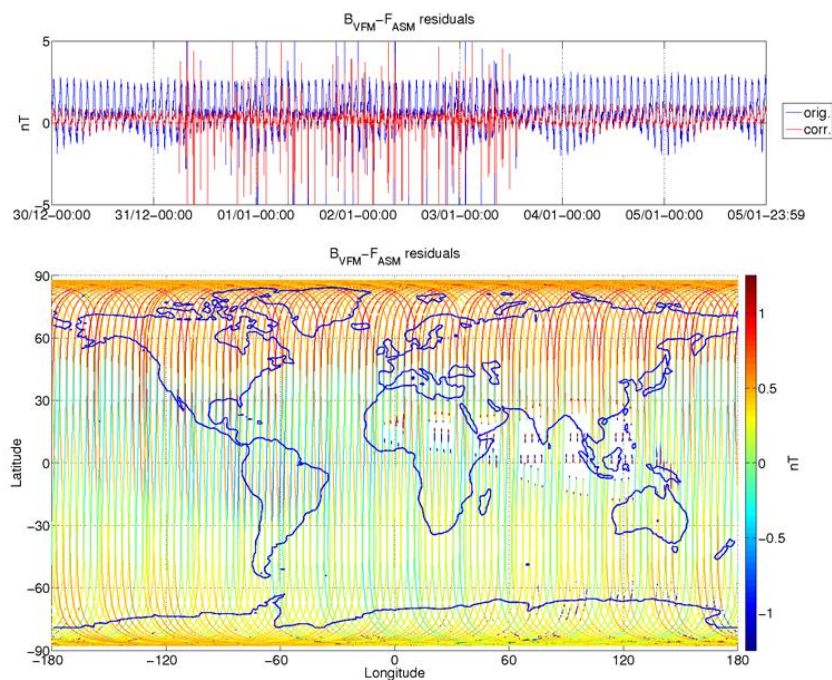 B_VFM−F_ASM residuals
5
0
−5
nT
30/12−00:00 31/12−00:00 01/01−00:00 02/01−00:00 03/01−00:00 04/01−00:00 05/01−00:00 05/01−23:59
orig.
corr.
B_VFM−F_ASM residuals
90
60
30
0
−30
−60
−90
Latitude
−180 −120 −60 0 60 120 180
Longitude
1
0.5
0
−0.5
−1
nT